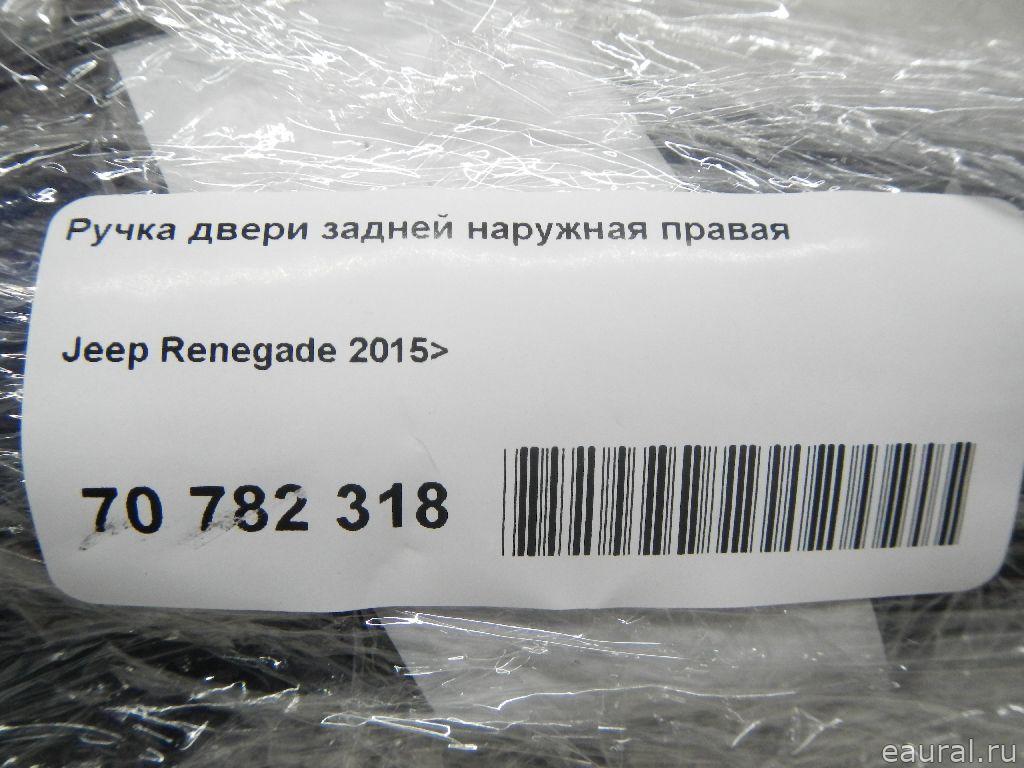 Ручка двери задней наружная правая
Jeep Renegade 2015>
70 782 318
eaural.ru